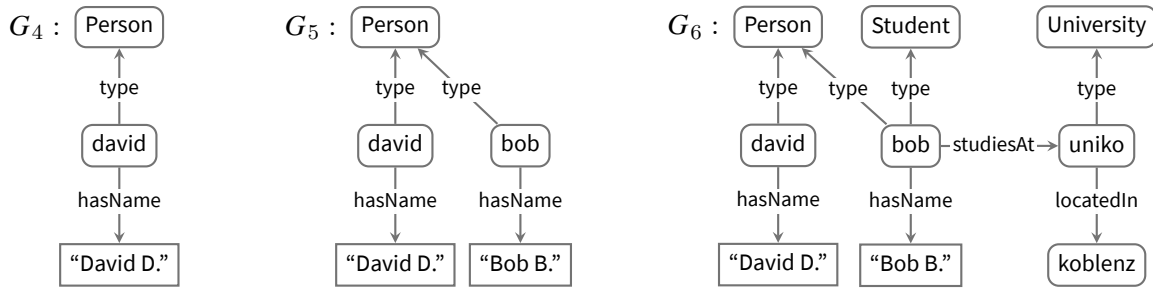 G4 : Person G5 : Person G6 : Person Student University
type type type type type type type
david david bob david bob studiesAt uniko
hasName hasName hasName hasName hasName locatedIn
“David D.” “David D.” “Bob B.” “David D.” “Bob B.” koblenz